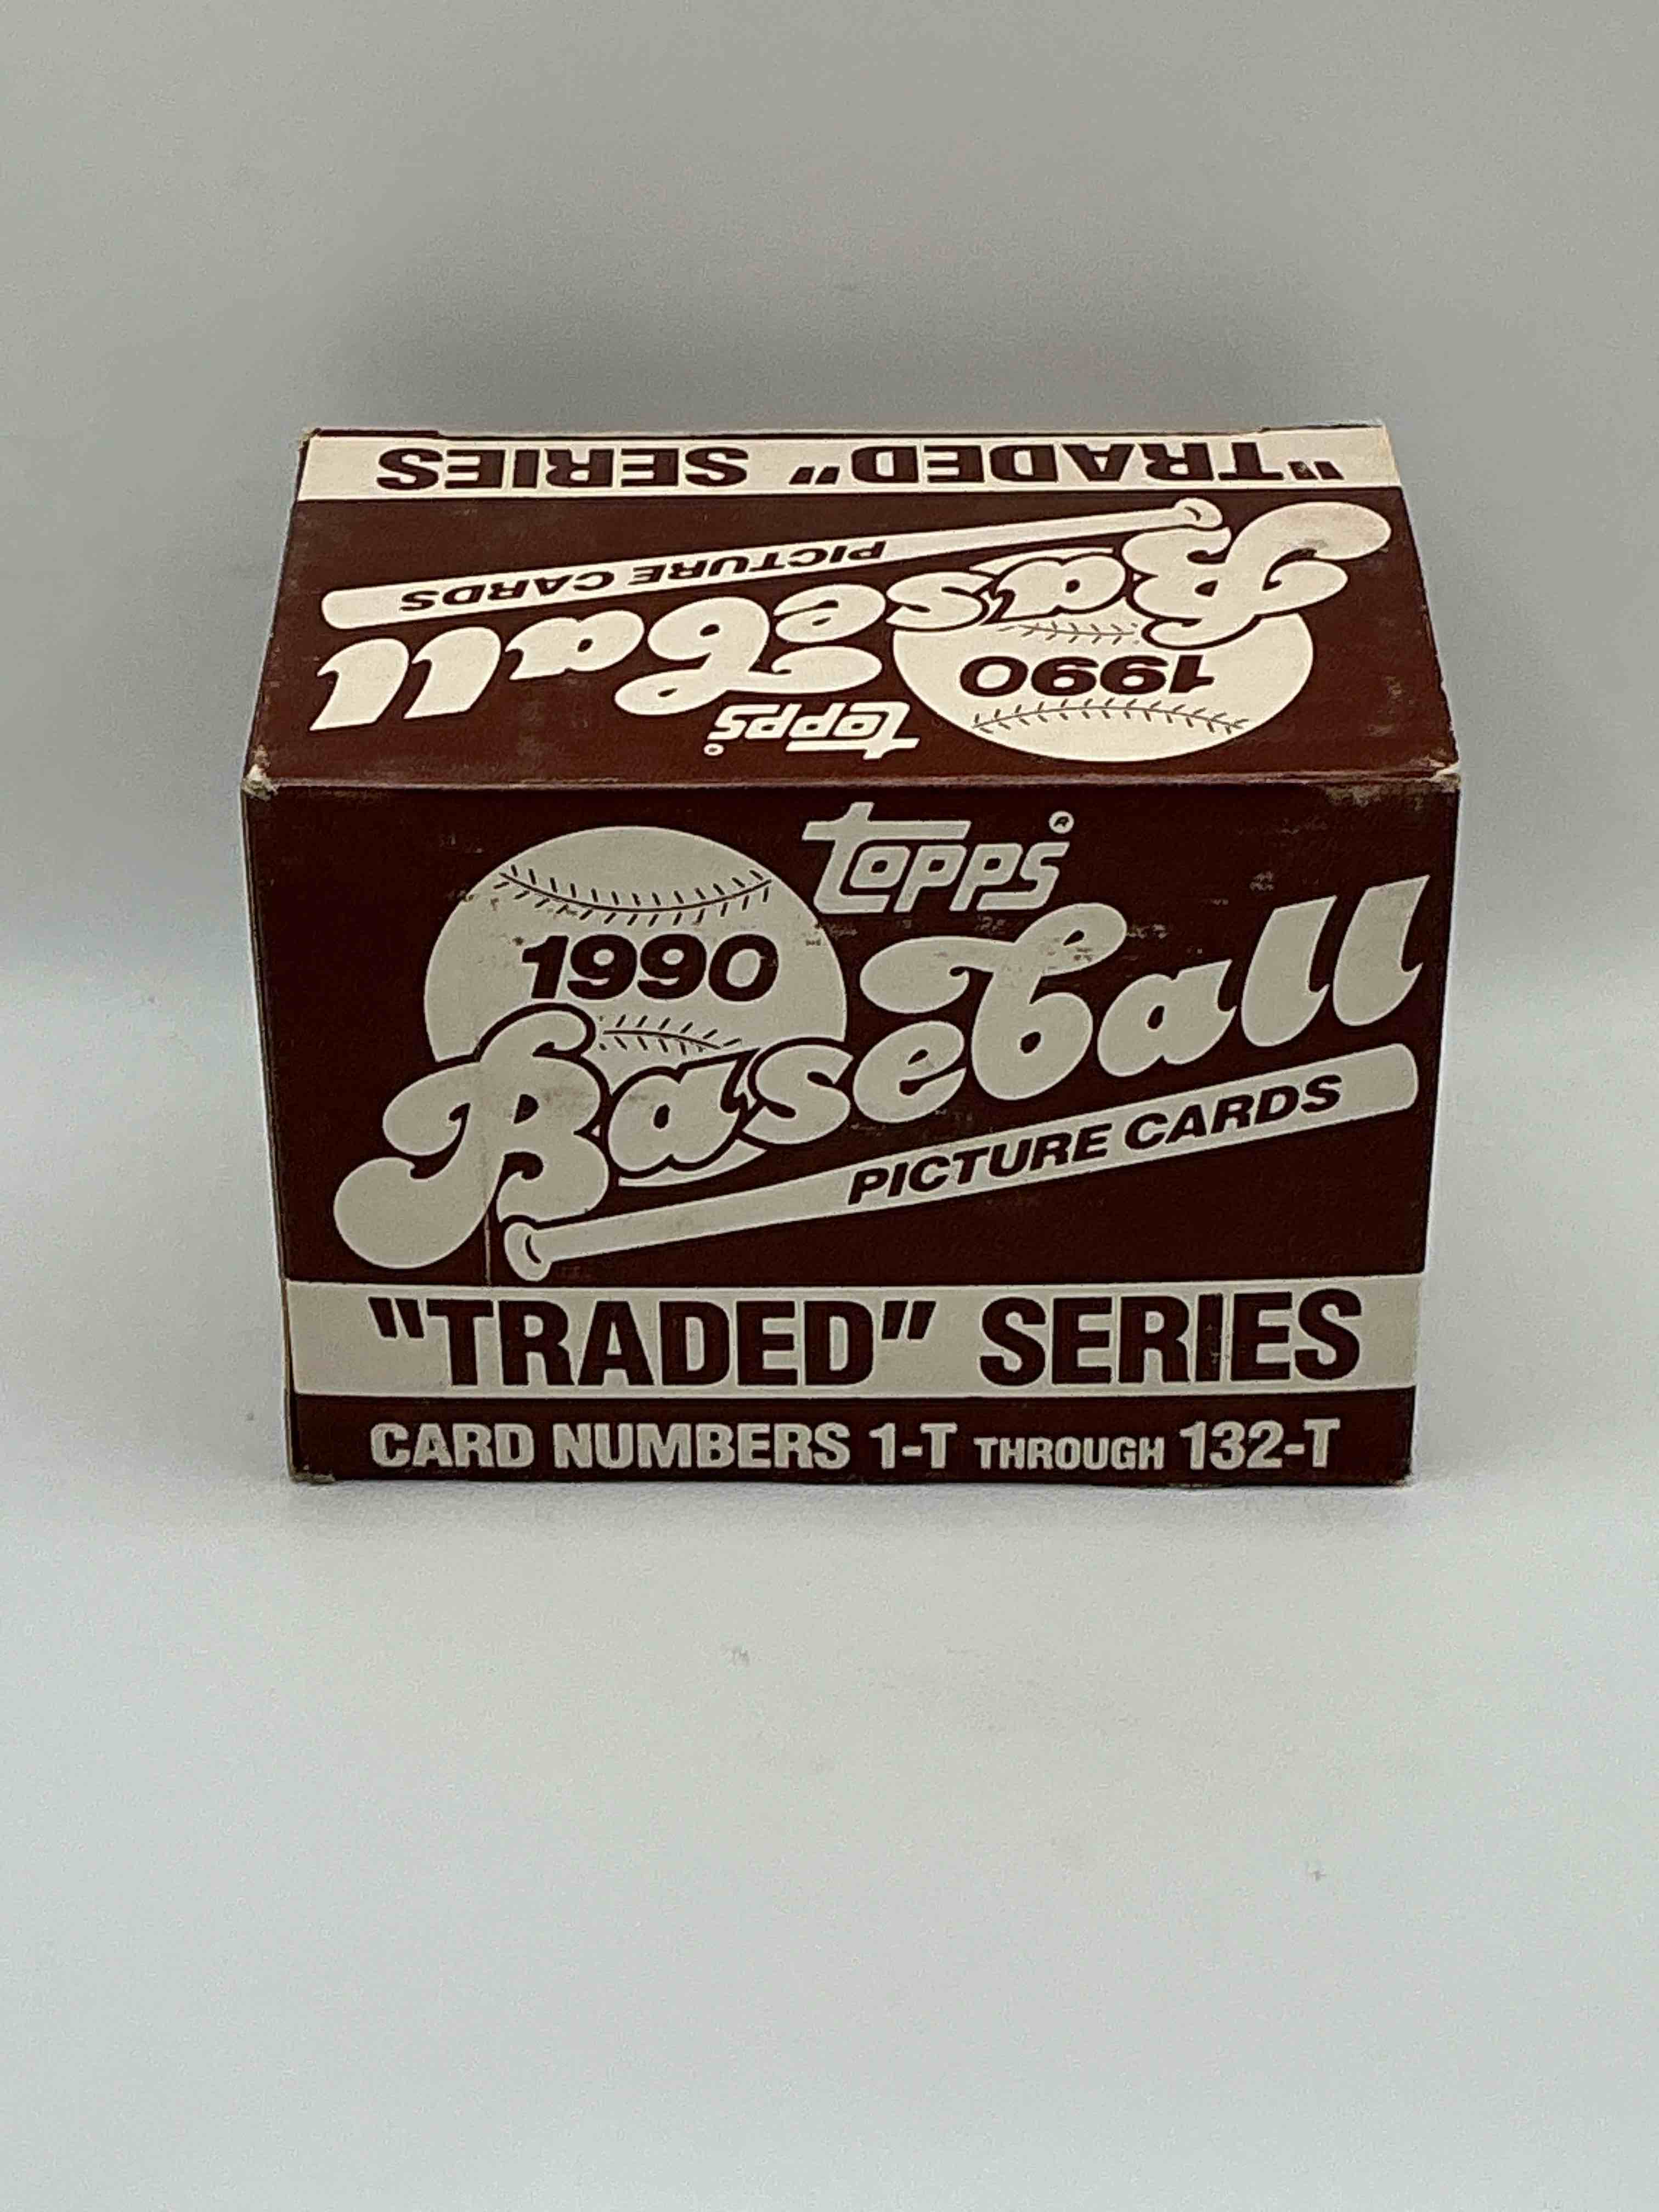 "TRADED" SERIES
PICTURE CARDS
Baseball
1990
topps
topps®
1990
Baseball
PICTURE CARDS
"TRADED" SERIES
CARD NUMBERS 1-T THROUGH 132-T